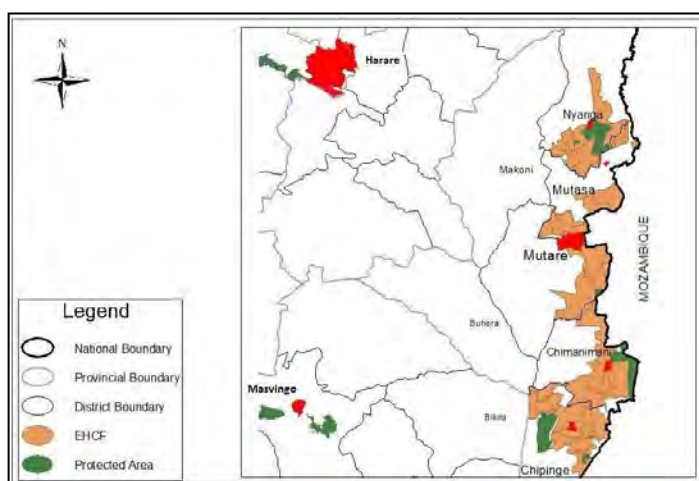 N
Harare
Nyanga
Makoni
Mutasa
Mutare
MOZAMBIQUE
Buhera
Chimanimani
Masvingo
Bikita
Chipinge
Legend
National Boundary
Provincial Boundary
District Boundary
EHCF
Protected Area